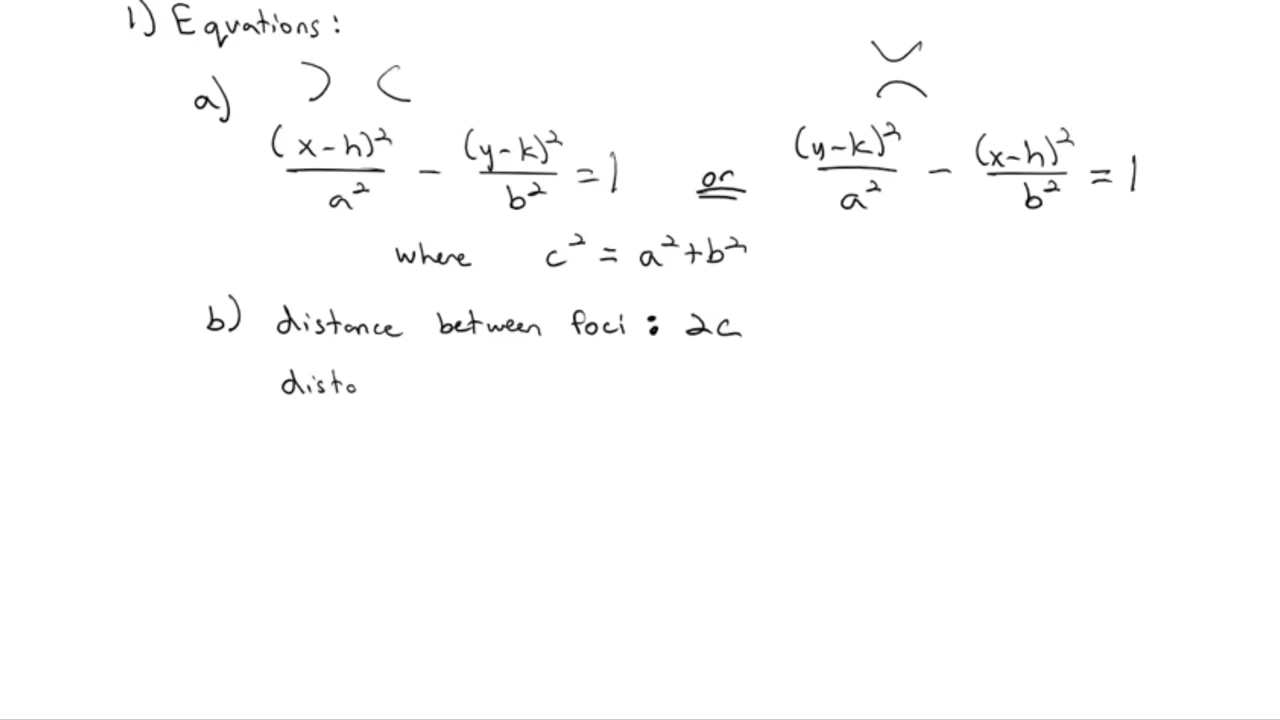 1) Equations:
a)
(x-h)²/a² - (y-k)²/b² = 1 or (y-k)²/a² - (x-h)²/b² = 1
where c² = a²+b²
b) distance between foci : 2c
dista